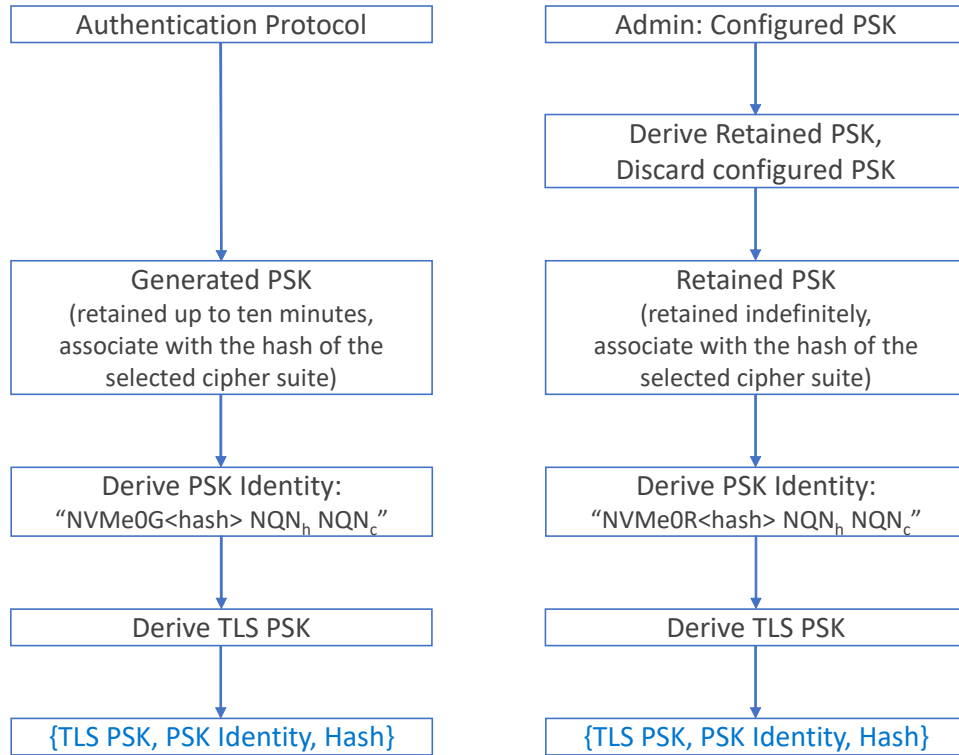 Authentication Protocol
Generated PSK
(retained up to ten minutes,
associate with the hash of the
selected cipher suite)
Derive PSK Identity:
“NVMe0G<hash> NQNh NQNc”
Derive TLS PSK
{TLS PSK, PSK Identity, Hash}
Admin: Configured PSK
Derive Retained PSK,
Discard configured PSK
Retained PSK
(retained indefinitely,
associate with the hash of the
selected cipher suite)
Derive PSK Identity:
“NVMe0R<hash> NQNh NQNc”
Derive TLS PSK
{TLS PSK, PSK Identity, Hash}